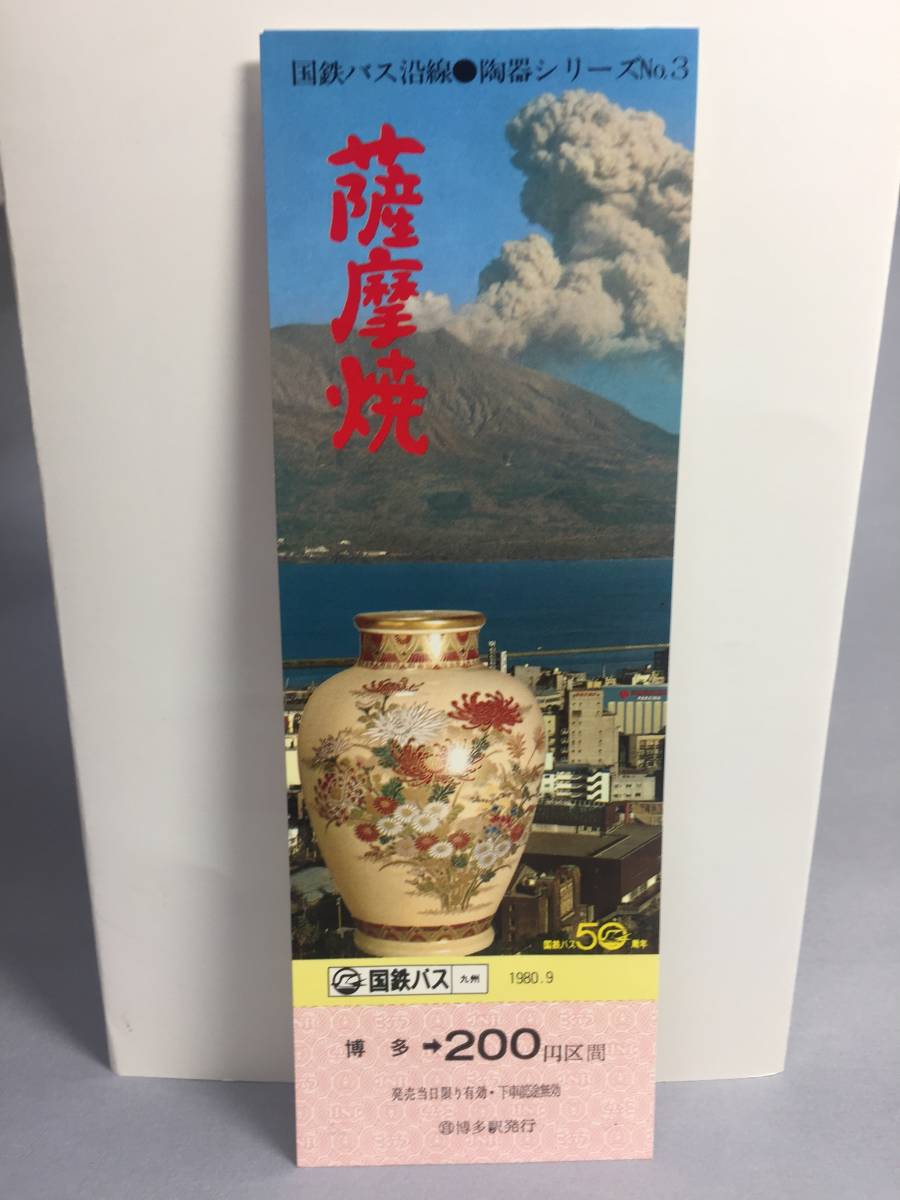 国鉄バス沿線●陶器シリーズNo.3
薩摩焼
国鉄バス50周年
国鉄バス 九州 1980.9
博多➡200円区間
発売当日限り有効・下車前途無効
博多駅発行